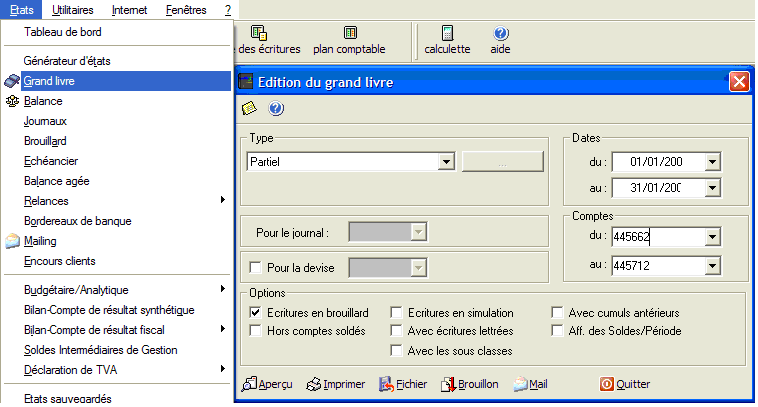 Etats Utilitaires Internet Fenêtres ?
Tableau de bord
Générateur d'états
Grand livre
Balance
Journaux
Brouillard
Echéancier
Balance agée
Relances
Bordereaux de banque
Mailing
Encours clients
Budgétaire/Analytique
Bilan-Compte de résultat synthétique
Bilan-Compte de résultat fiscal
Soldes Intermédiaires de Gestion
Déclaration de TVA
Etats sauvegardés
des écritures plan comptable calculette aide
Edition du grand livre
Type
Partiel
...
Dates
du : 01/01/200
au : 31/01/200
Pour le journal :
Pour la devise
Comptes
du : 445662
au : 445712
Options
Ecritures en brouillard Ecritures en simulation Avec cumuls antérieurs
Hors comptes soldés Avec écritures lettrées Aff. des Soldes/Période
Avec les sous classes
Aperçu Imprimer Fichier Brouillon Mail Quitter